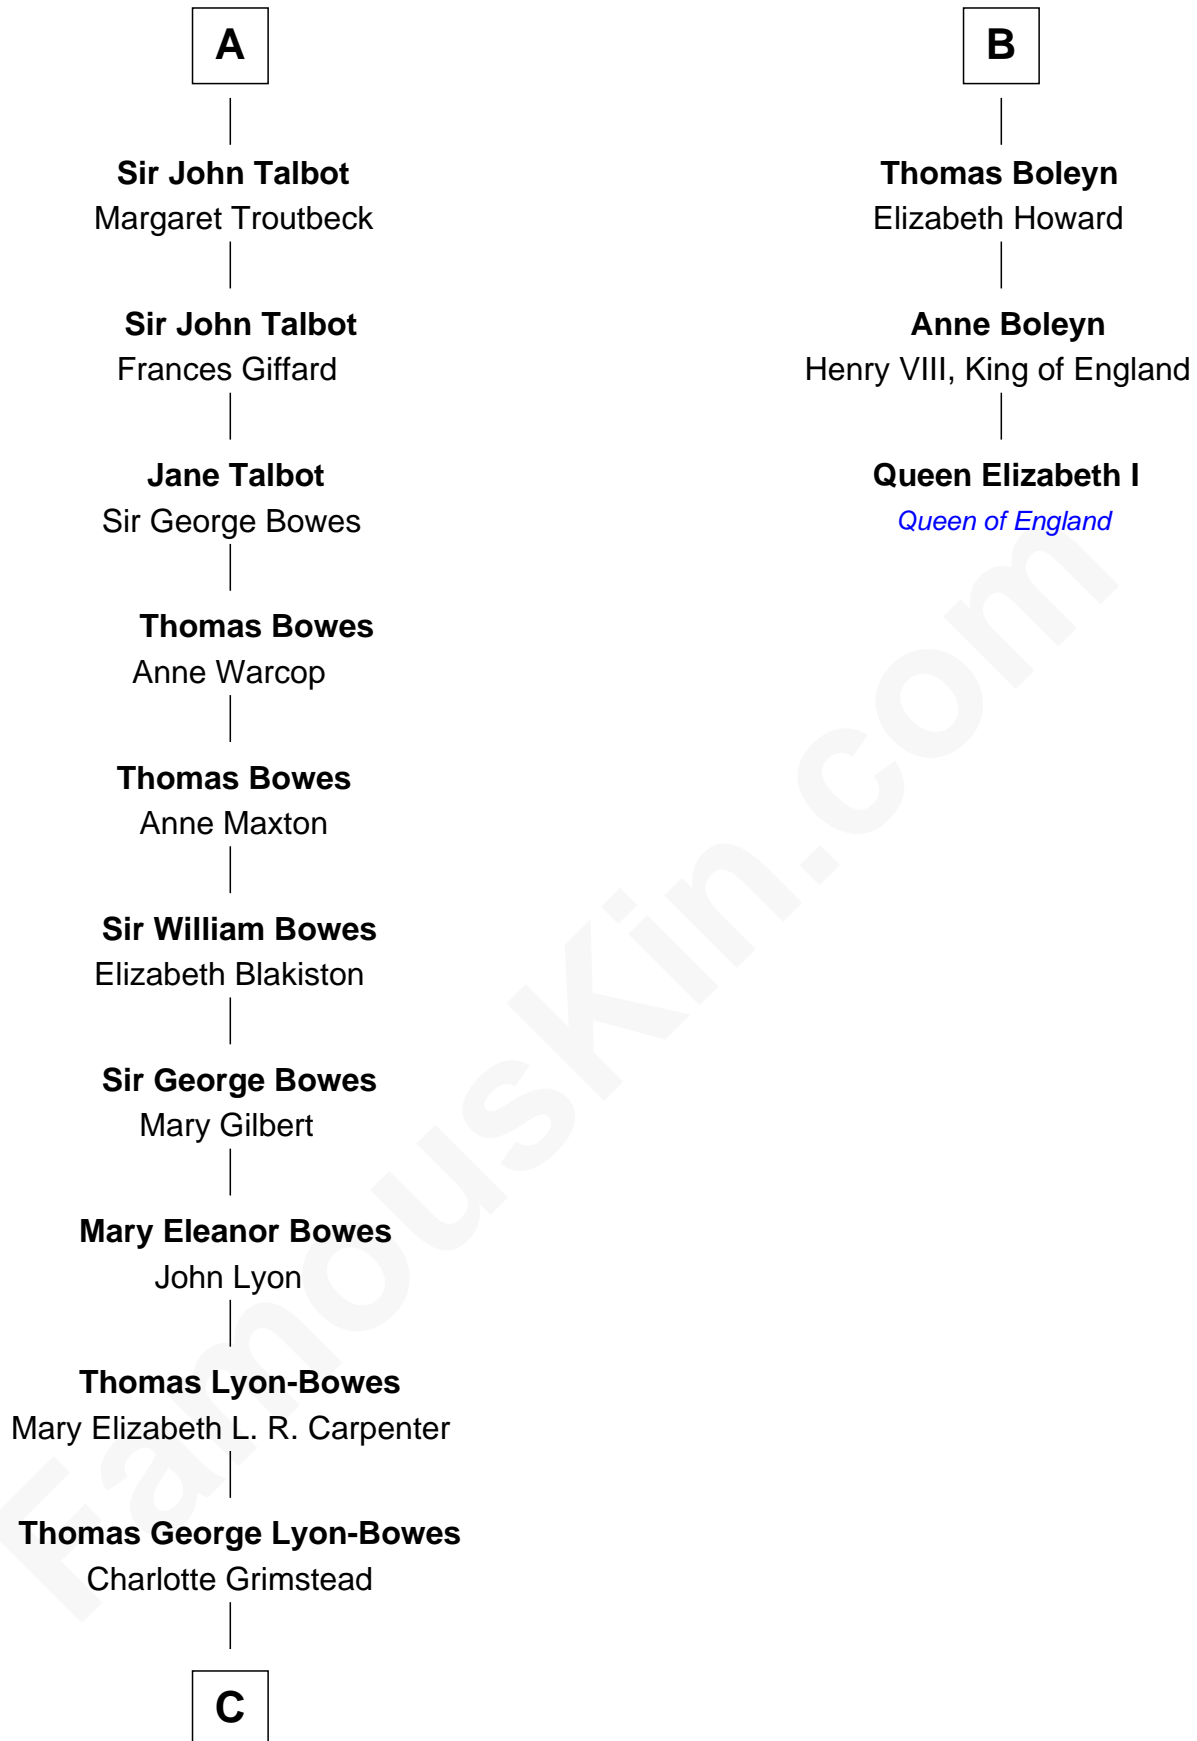 A
Sir John Talbot
Margaret Troutbeck
Sir John Talbot
Frances Giffard
Jane Talbot
Sir George Bowes
Thomas Bowes
Anne Warcop
Thomas Bowes
Anne Maxton
Sir William Bowes
Elizabeth Blakiston
Sir George Bowes
Mary Gilbert
Mary Eleanor Bowes
John Lyon
Thomas Lyon-Bowes
Mary Elizabeth L. R. Carpenter
Thomas George Lyon-Bowes
Charlotte Grimstead
C
B
Thomas Boleyn
Elizabeth Howard
Anne Boleyn
Henry VIII, King of England
Queen Elizabeth I
Queen of England
FamousKin.com